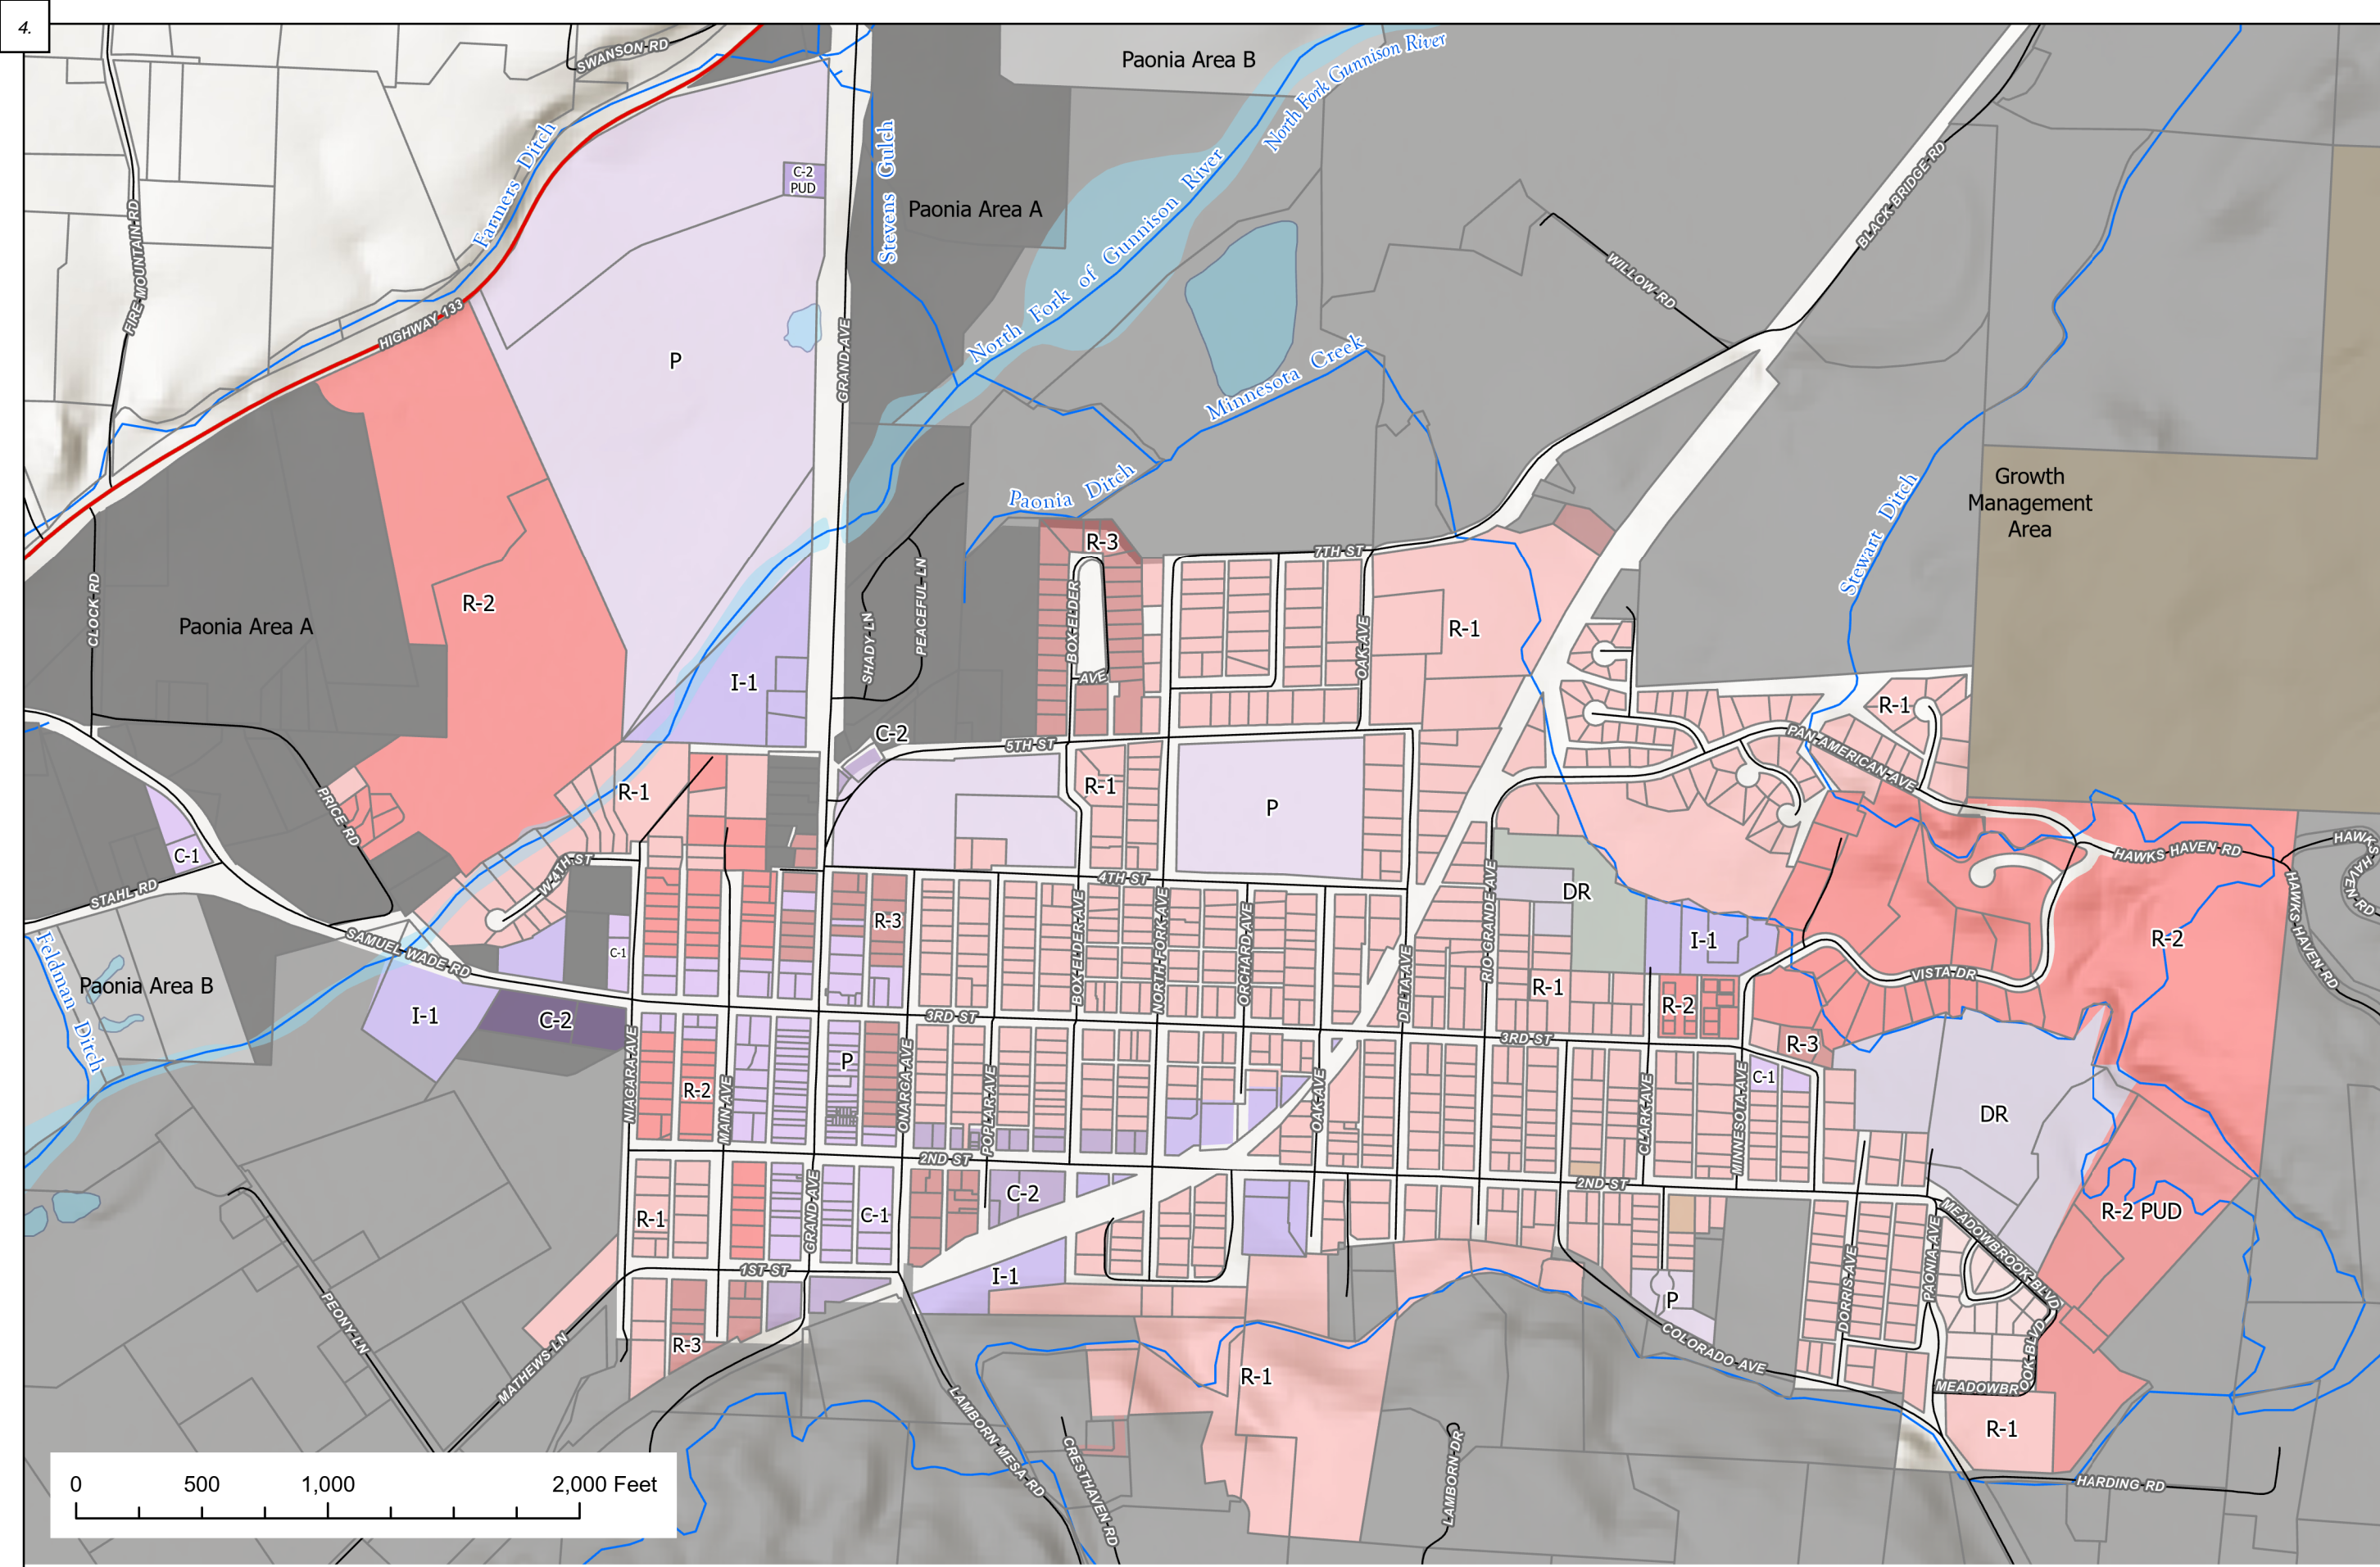 4.
SWANSON RD
Paonia Area B
North Fork Gunnison River
Farmers Ditch
Stevens Gulch
C-2
PUD
Paonia Area A
North Fork of Gunnison River
BLACK BRIDGE RD
FIRE MOUNTAIN RD
WILLOW RD
HIGHWAY 133
P
GRAND AVE
Minnesota Creek
Growth
Management
Area
Paonia Ditch
Stewart Ditch
R-3
7TH ST
CLOCK RD
R-2
Paonia Area A
SHADY LN
PEACEFUL LN
BOX ELDER
AVE
OAK AVE
R-1
I-1
R-1
C-2
5TH ST
PAN AMERICAN AVE
PRICE RD
R-1
R-1
P
C-1
W 4TH ST
4TH ST
HAWKS HAVEN RD
HAWKS
HAVEN RD
STAHL RD
DR
R-3
BOX ELDER AVE
NORTH FORK AVE
ORCHARD AVE
RIO GRANDE AVE
HAWKS HAVEN RD
SAMUEL WADE RD
C-1
I-1
R-2
VISTA DR
Feldman Ditch
Paonia Area B
DELTA AVE
R-1
R-2
I-1
C-2
3RD ST
3RD ST
R-3
NIAGARA AVE
R-2
MAIN AVE
P
ONARGA AVE
POPLAR AVE
OAK AVE
CLARK AVE
MINNESOTA AVE
C-1
DR
2ND ST
2ND ST
R-1
GRAND AVE
C-1
C-2
R-2 PUD
MEADOWBROOK BLVD
PAONIA AVE
DORRIS AVE
1ST ST
I-1
P
PEONY LN
MATHEWS LN
R-3
COLORADO AVE
MEADOWBROOK BLVD
R-1
LAMBORN MESA RD
CRESTHAVEN RD
LAMBORN DR
R-1
HARDING RD
0 500 1,000 2,000 Feet